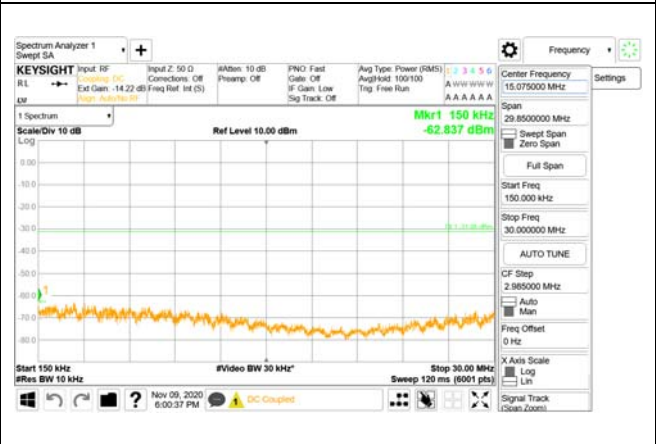 Spectrum Analyzer 1
Swept SA
Frequency
KEYSIGHT
RL
Input: RF
Coupling: DC
Ext Gain: -14.22 dB
Align: Auto/No RF
Input Z: 50 Ω
Corrections: Off
Freq Ref: Int (S)
#Atten: 10 dB
Preamp: Off
PNO: Fast
Gate: Off
IF Gain: Low
Sig Track: Off
Avg Type: Power (RMS)
Avg|Hold: 100/100
Trig: Free Run
1 2 3 4 5 6
A W W W W W
A A A A A A
1 Spectrum
Scale/Div 10 dB
Log
Ref Level 10.00 dBm
Mkr1 150 kHz
-62.837 dBm
0.00
-10.0
-20.0
-30.0
-40.0
-50.0
-60.0
-70.0
-80.0
1
Start 150 kHz
#Res BW 10 kHz
#Video BW 30 kHz*
Stop 30.00 MHz
Sweep 120 ms (6001 pts)
Nov 09, 2020
6:00:37 PM
1
DC Coupled
Center Frequency
15.075000 MHz
Settings
Span
29.8500000 MHz
Swept Span
Zero Span
Full Span
Start Freq
150.000 kHz
Stop Freq
30.000000 MHz
AUTO TUNE
CF Step
2.985000 MHz
Auto
Man
Freq Offset
0 Hz
X Axis Scale
Log
Lin
Signal Track
(Span Zoom)